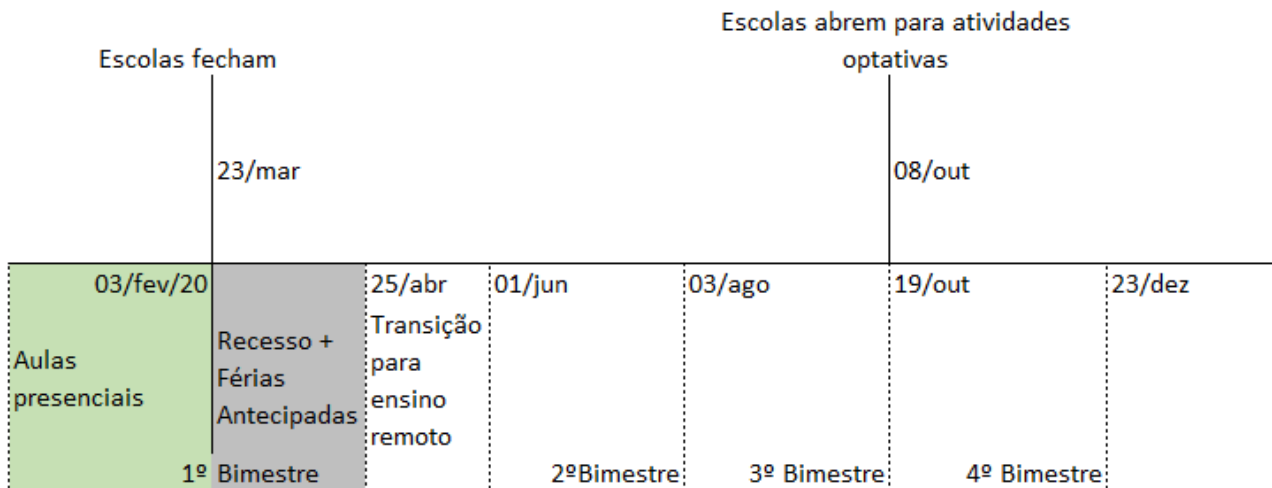 Escolas abrem para atividades
optativas
Escolas fecham
23/mar
08/out
03/fev/20
25/abr
01/jun
03/ago
19/out
23/dez
Aulas
presenciais
Recesso +
Férias
Antecipadas
Transição
para
ensino
remoto
1º Bimestre
2ºBimestre
3º Bimestre
4º Bimestre